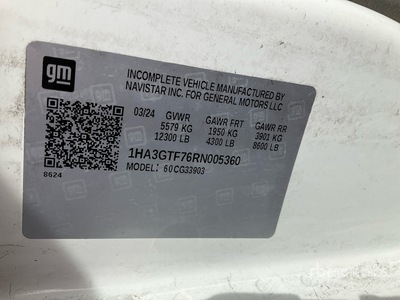 gm
INCOMPLETE VEHICLE MANUFACTURED BY
NAVISTAR INC. FOR GENERAL MOTORS LLC
03/24 GVWR GAWR FRT GAWR RR
5579 KG 1950 KG 3901 KG
12300 LB 4300 LB 8600 LB
1HA3GTF76RN005360
MODEL: 60CG33903
8624